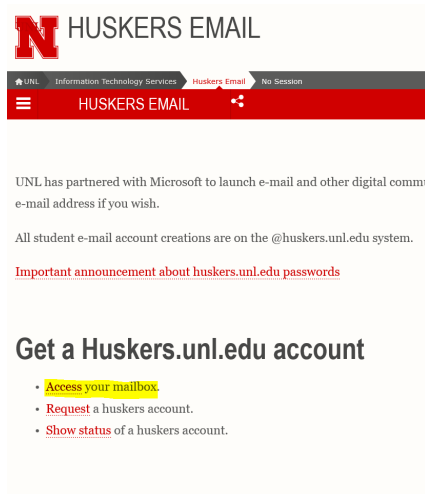 N HUSKERS EMAIL
UNL Information Technology Services Huskers Email No Session
HUSKERS EMAIL
UNL has partnered with Microsoft to launch e-mail and other digital
e-mail address if you wish.
All student e-mail account creations are on the @huskers.unl.edu system.
Important announcement about huskers.unl.edu passwords
Get a Huskers.unl.edu account
• Access your mailbox.
• Request a huskers account.
• Show status of a huskers account.